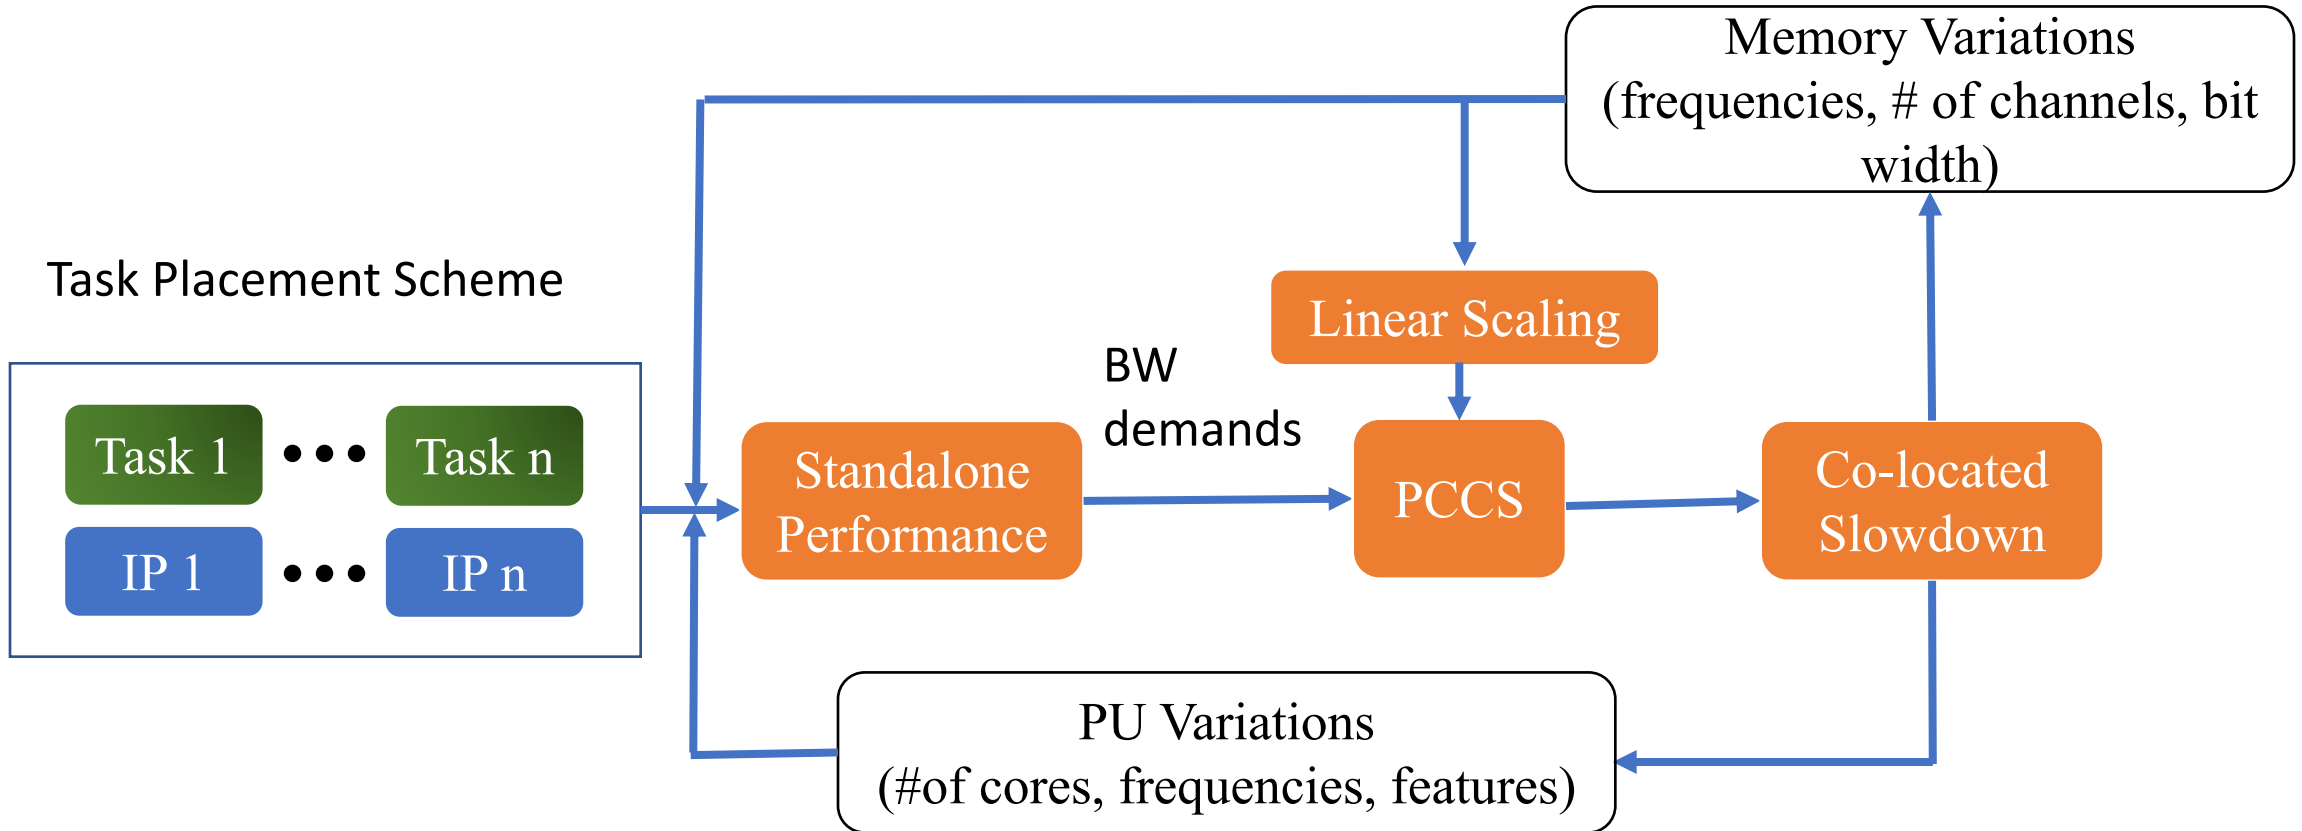 Memory Variations
(frequencies, # of channels, bit
width)
Task Placement Scheme
Linear Scaling
BW
demands
Task 1
Task n
IP 1
IP n
Standalone
Performance
PCCS
Co-located
Slowdown
PU Variations
(#of cores, frequencies, features)